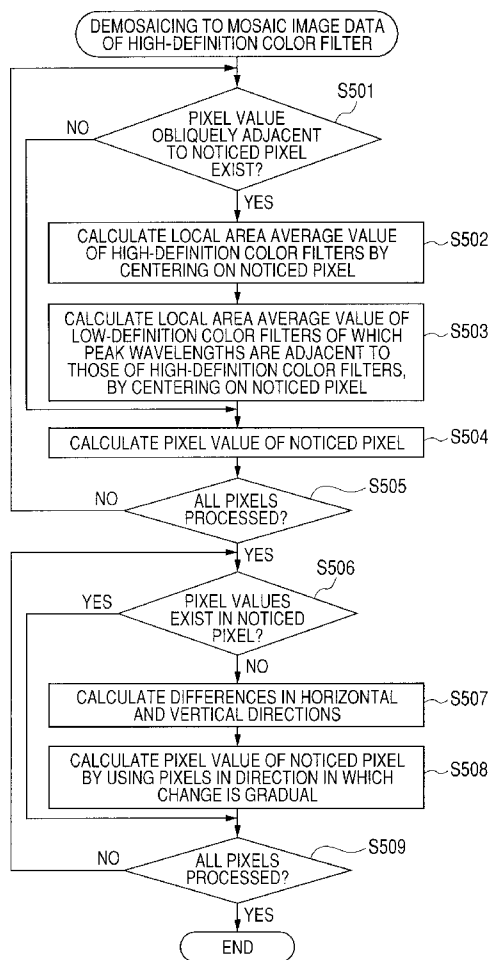 DEMOSAICING TO MOSAIC IMAGE DATA
OF HIGH-DEFINITION COLOR FILTER
S501
NO
PIXEL VALUE
OBLIQUELY ADJACENT
TO NOTICED PIXEL
EXIST?
YES
CALCULATE LOCAL AREA AVERAGE VALUE
OF HIGH-DEFINITION COLOR FILTERS BY
CENTERING ON NOTICED PIXEL
S502
CALCULATE LOCAL AREA AVERAGE VALUE OF
LOW-DEFINITION COLOR FILTERS OF WHICH
PEAK WAVELENGTHS ARE ADJACENT TO
THOSE OF HIGH-DEFINITION COLOR FILTERS,
BY CENTERING ON NOTICED PIXEL
S503
CALCULATE PIXEL VALUE OF NOTICED PIXEL
S504
NO
ALL PIXELS
PROCESSED?
S505
YES
S506
YES
PIXEL VALUES
EXIST IN NOTICED
PIXEL?
NO
CALCULATE DIFFERENCES IN HORIZONTAL
AND VERTICAL DIRECTIONS
S507
CALCULATE PIXEL VALUE OF NOTICED PIXEL
BY USING PIXELS IN DIRECTION IN WHICH
CHANGE IS GRADUAL
S508
NO
ALL PIXELS
PROCESSED?
S509
YES
END